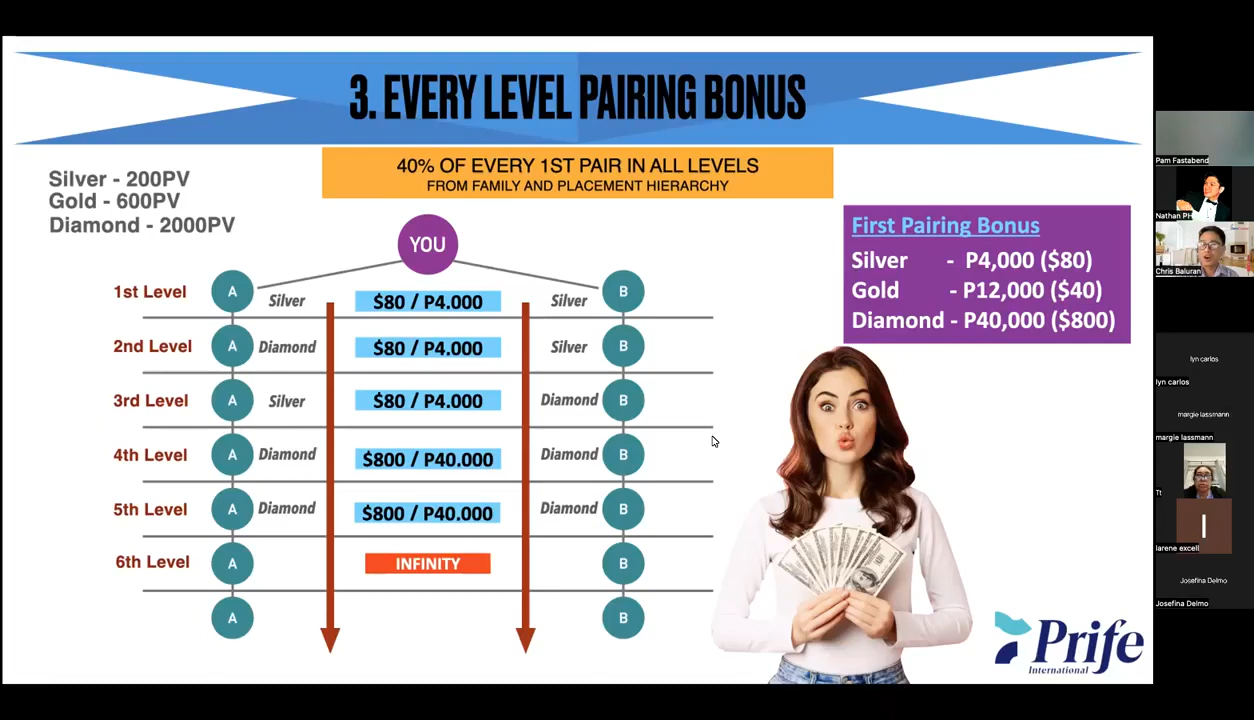 3. EVERY LEVEL PAIRING BONUS
Silver - 200PV
Gold - 600PV
Diamond - 2000PV
40% OF EVERY 1ST PAIR IN ALL LEVELS
FROM FAMILY AND PLACEMENT HIERARCHY
First Pairing Bonus
Silver - P4,000 ($80)
Gold - P12,000 ($40)
Diamond - P40,000 ($800)
YOU
1st Level A Silver $80 / P4.000 Silver B
2nd Level A Diamond $80 / P4.000 Silver B
3rd Level A Silver $80 / P4.000 Diamond B
4th Level A Diamond $800 / P40.000 Diamond B
5th Level A Diamond $800 / P40.000 Diamond B
6th Level A INFINITY B
A B
Prife
International
Pam Fastabend
Nathan PH
Chris Baluran
lyn carlos
lyn carlos
margie lassmann
margie lassmann
Tt
I
larene excell
Josefina Delmo
Josefina Delmo